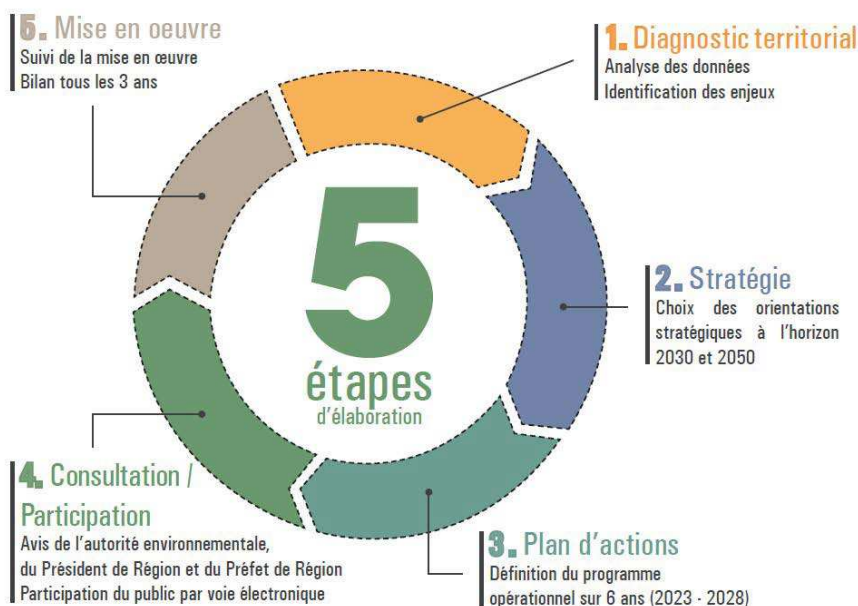 5
étapes
d'élaboration
1. Diagnostic territorial
Analyse des données
Identification des enjeux
2. Stratégie
Choix des orientations
stratégiques à l'horizon
2030 et 2050
3. Plan d'actions
Définition du programme
opérationnel sur 6 ans (2023 - 2028)
4. Consultation /
Participation
Avis de l'autorité environnementale,
du Président de Région et du Préfet de Région
Participation du public par voie électronique
5. Mise en oeuvre
Suivi de la mise en œuvre
Bilan tous les 3 ans